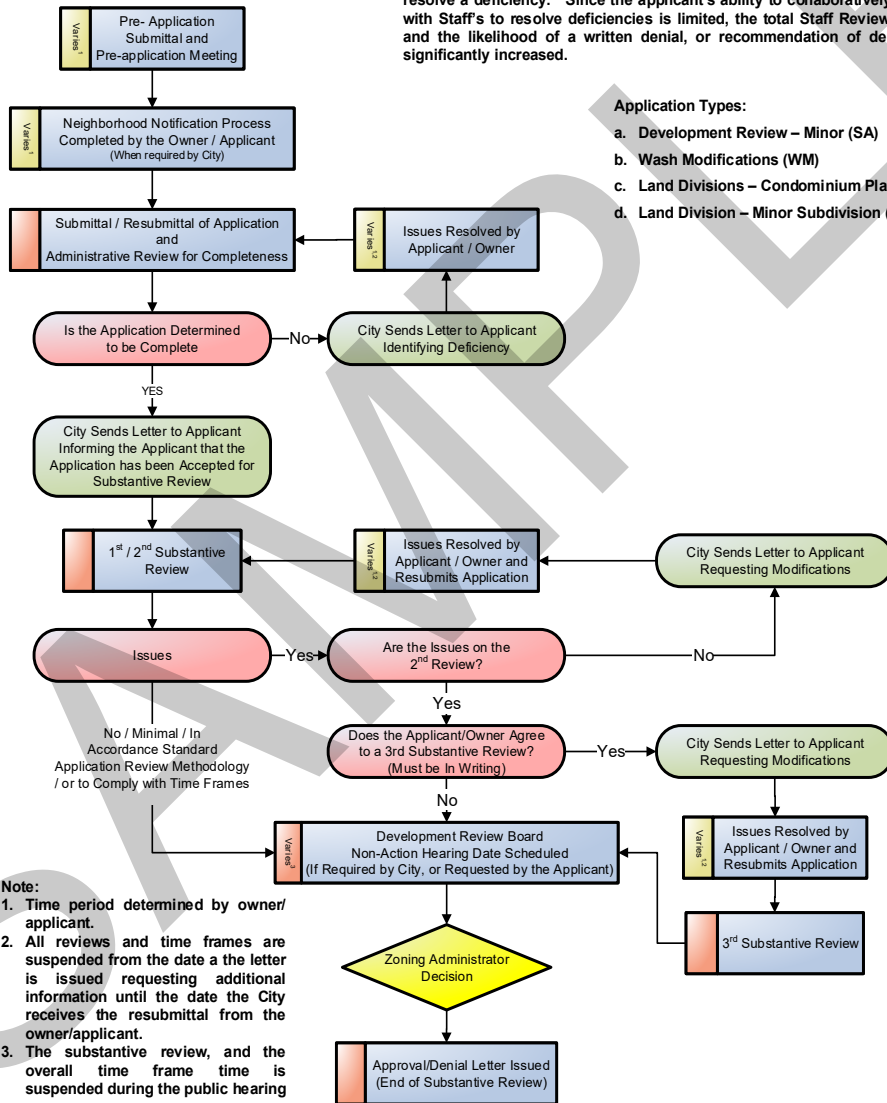 resolve a deficiency. Since the applicant's ability to collaboratively
with Staff's to resolve deficiencies is limited, the total Staff Review
and the likelihood of a written denial, or recommendation of de
significantly increased.
Pre- Application
Submittal and
Pre-application Meeting
Varies1
Application Types:
a. Development Review – Minor (SA)
b. Wash Modifications (WM)
c. Land Divisions – Condominium Pla
d. Land Division – Minor Subdivision (
Neighborhood Notification Process
Completed by the Owner / Applicant
(When required by City)
Varies1
Submittal / Resubmittal of Application
and
Administrative Review for Completeness
Issues Resolved by
Applicant / Owner
Varies1,2
Is the Application Determined
to be Complete
No
City Sends Letter to Applicant
Identifying Deficiency
YES
City Sends Letter to Applicant
Informing the Applicant that the
Application has been Accepted for
Substantive Review
1st / 2nd Substantive
Review
Issues Resolved by
Applicant / Owner and
Resubmits Application
Varies1,2
City Sends Letter to Applicant
Requesting Modifications
Issues
Yes
Are the Issues on the
2nd Review?
No
Yes
No / Minimal / In
Accordance Standard
Application Review Methodology
/ or to Comply with Time Frames
Does the Applicant/Owner Agree
to a 3rd Substantive Review?
(Must be In Writing)
Yes
City Sends Letter to Applicant
Requesting Modifications
No
Development Review Board
Non-Action Hearing Date Scheduled
(If Required by City, or Requested by the Applicant)
Varies3
Issues Resolved by
Applicant / Owner and
Resubmits Application
Varies1,2
3rd Substantive Review
Zoning Administrator
Decision
Approval/Denial Letter Issued
(End of Substantive Review)
Note:
1. Time period determined by owner/
applicant.
2. All reviews and time frames are
suspended from the date a the letter
is issued requesting additional
information until the date the City
receives the resubmittal from the
owner/applicant.
3. The substantive review, and the
overall time frame time is
suspended during the public hearing
SAMPLE